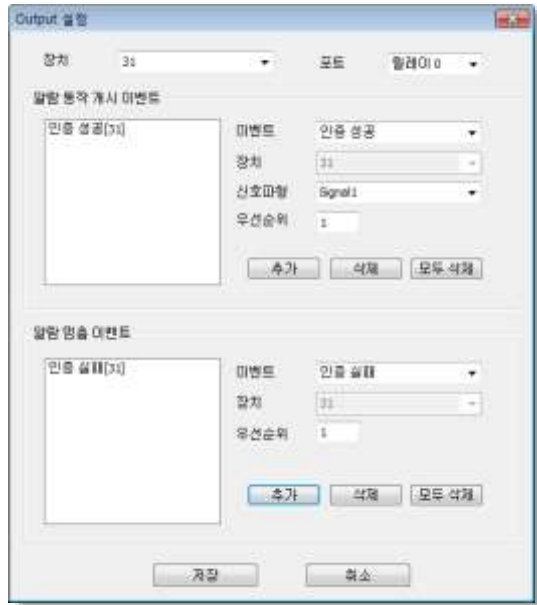 Output 설정
장치 31 포트 릴레이 0
알람 동작 개시 이벤트
인증 성공[31]
이벤트 인증 성공
장치 31
신호파형 Signal1
우선순위 1
추가 삭제 모두 삭제
알람 멈춤 이벤트
인증 실패[31]
이벤트 인증 실패
장치 31
우선순위 1
추가 삭제 모두 삭제
저장 취소